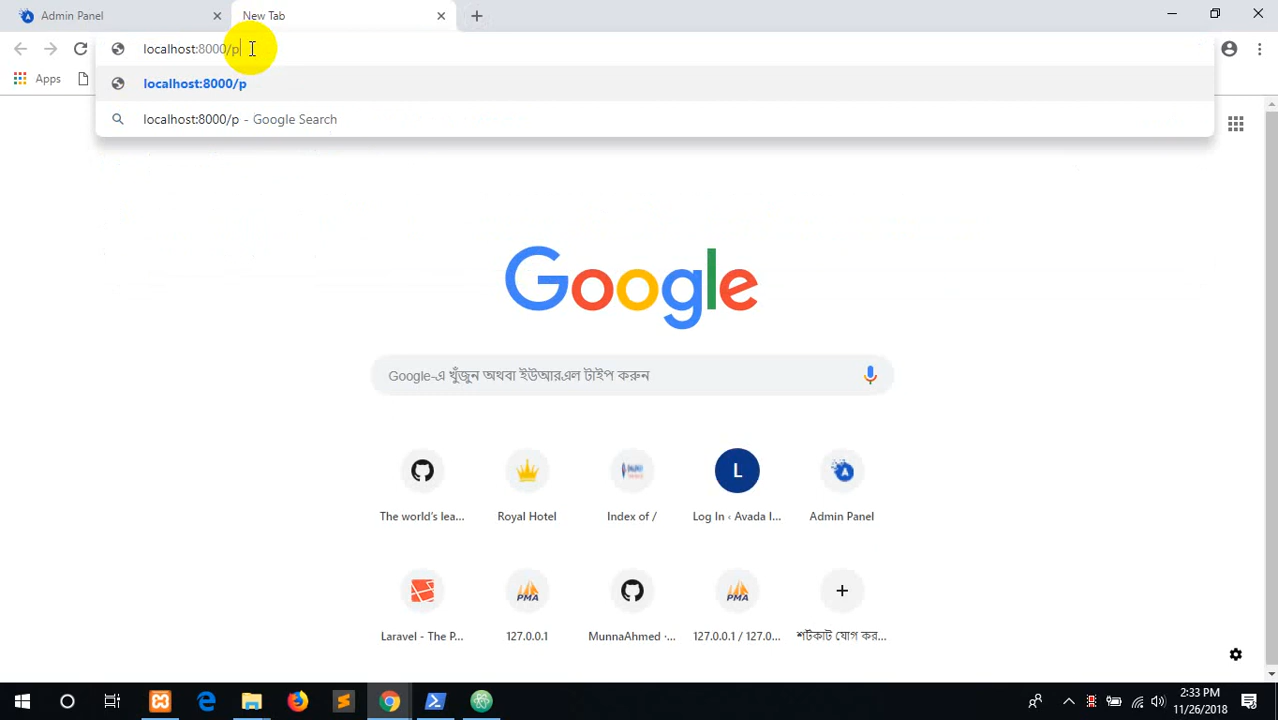 Admin Panel
New Tab
localhost:8000/p
Apps
localhost:8000/p
localhost:8000/p - Google Search
Google
Google-এ খুঁজুন অথবা ইউআরএল টাইপ করুন
L
The world's lea...
Royal Hotel
Index of /
Log In ‹ Avada I...
Admin Panel
PMA
PMA
Laravel - The P...
127.0.0.1
MunnaAhmed ·...
127.0.0.1 / 127.0...
শর্টকাট যোগ কর...
2:33 PM
11/26/2018